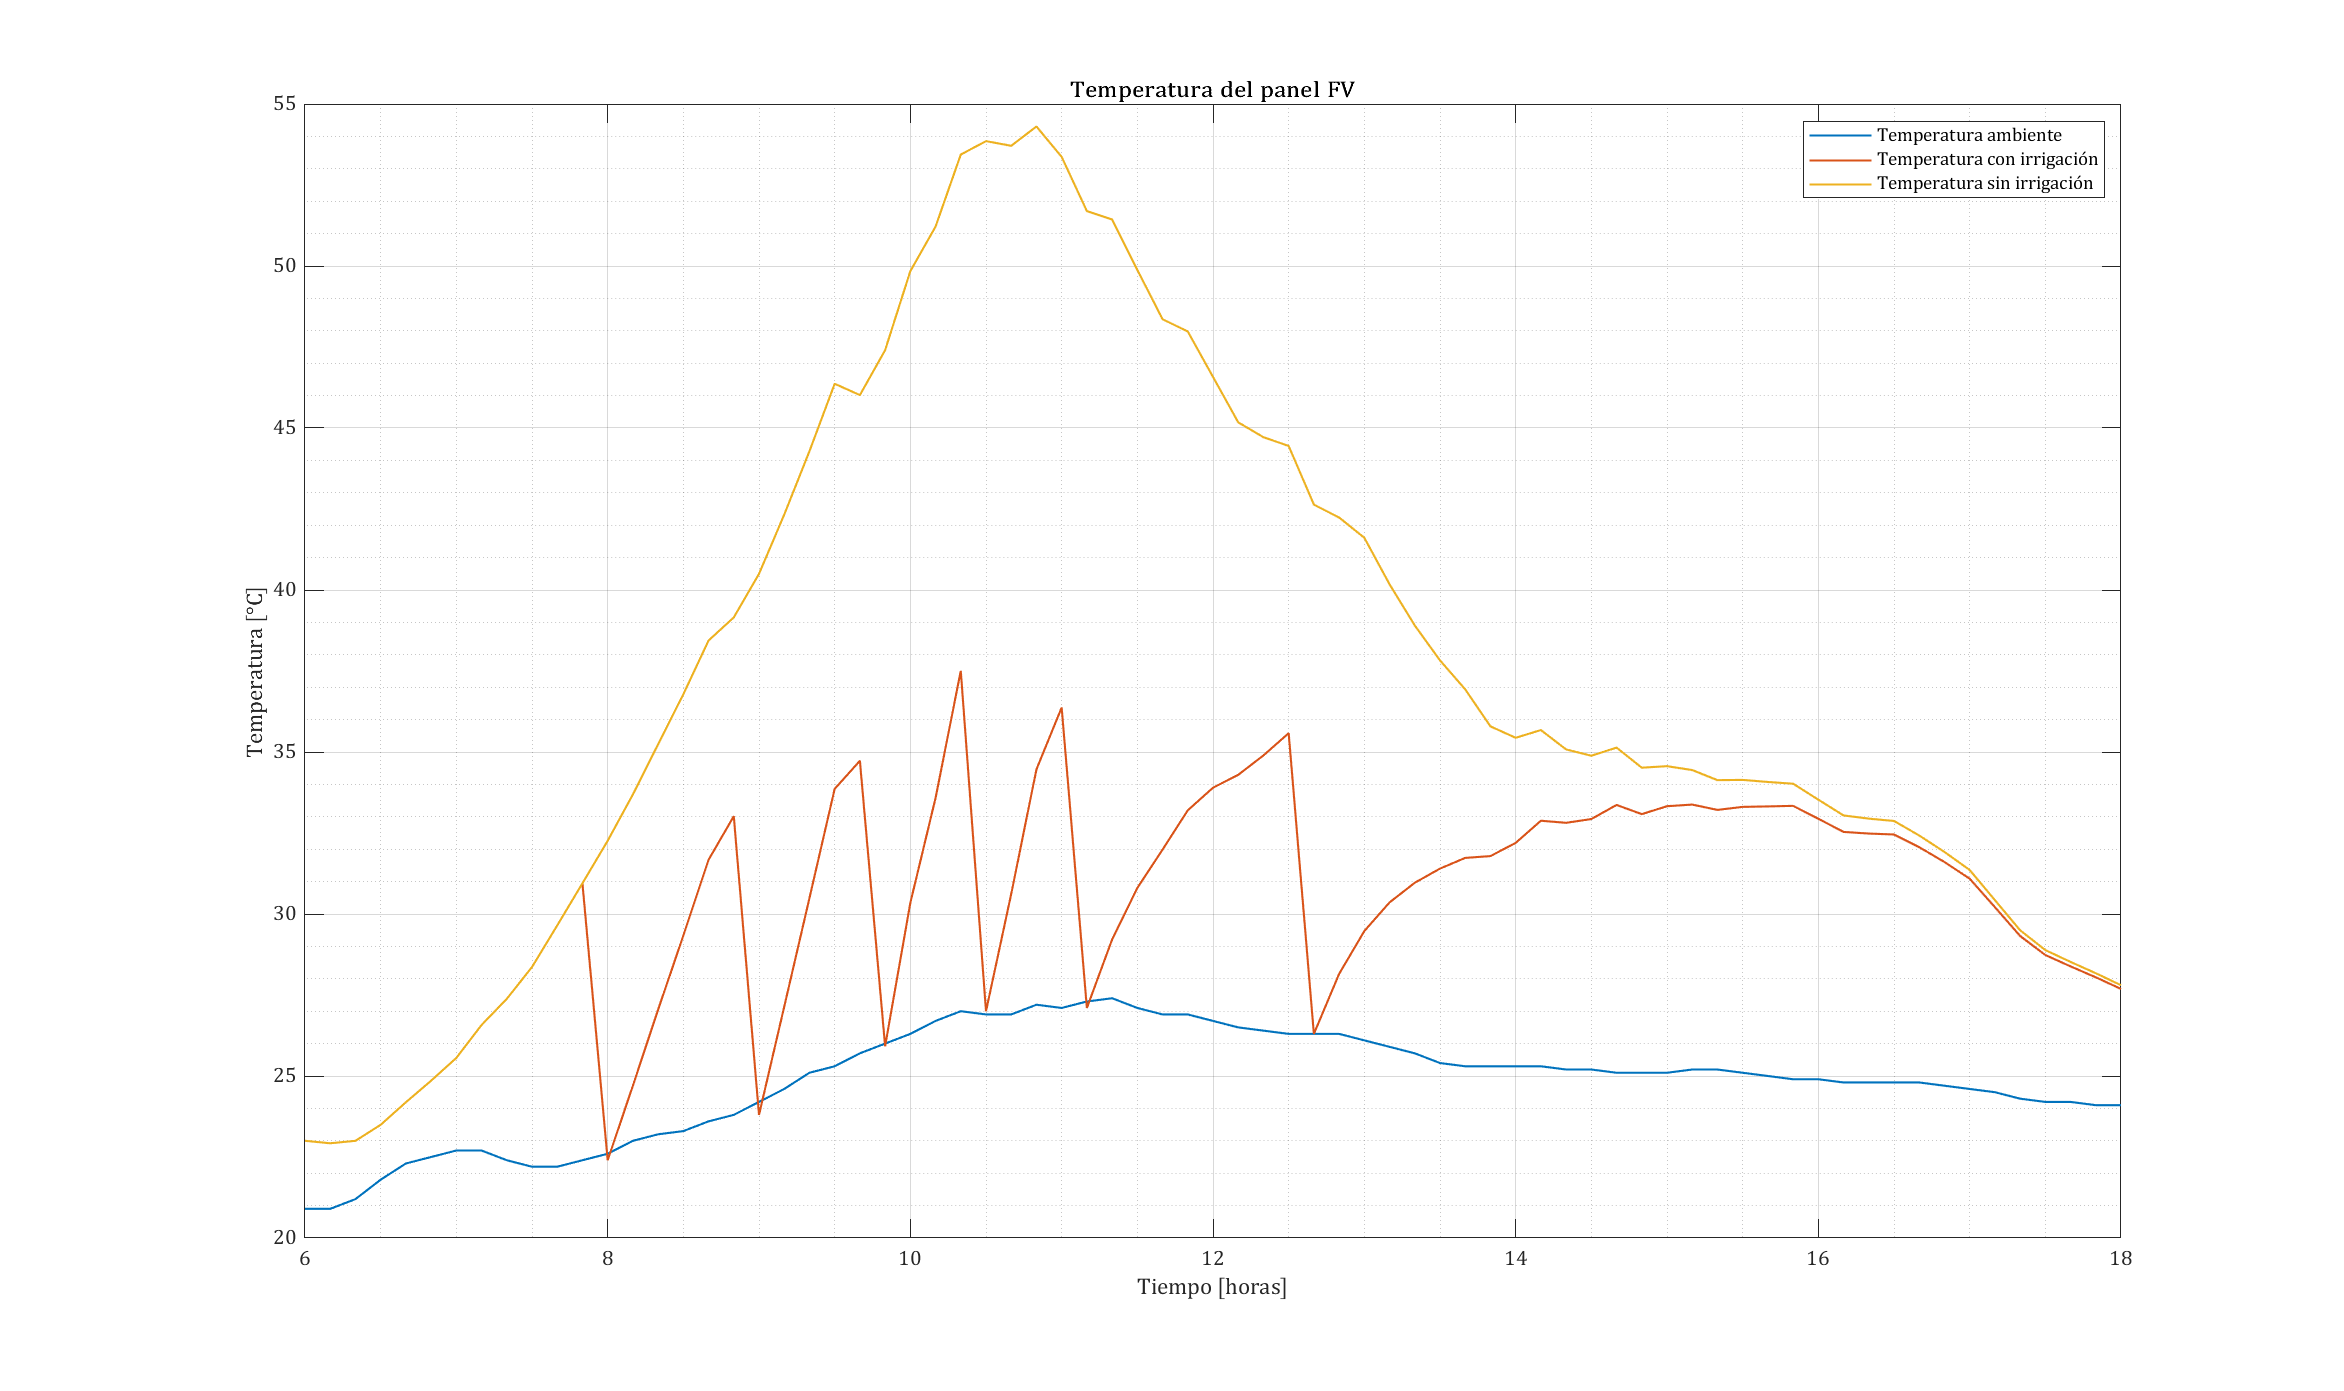 Temperatura del panel FV
55
50
45
40
35
30
25
20
Temperatura [°C]
Temperatura ambiente
Temperatura con irrigación
Temperatura sin irrigación
6 8 10 12 14 16 18
Tiempo [horas]